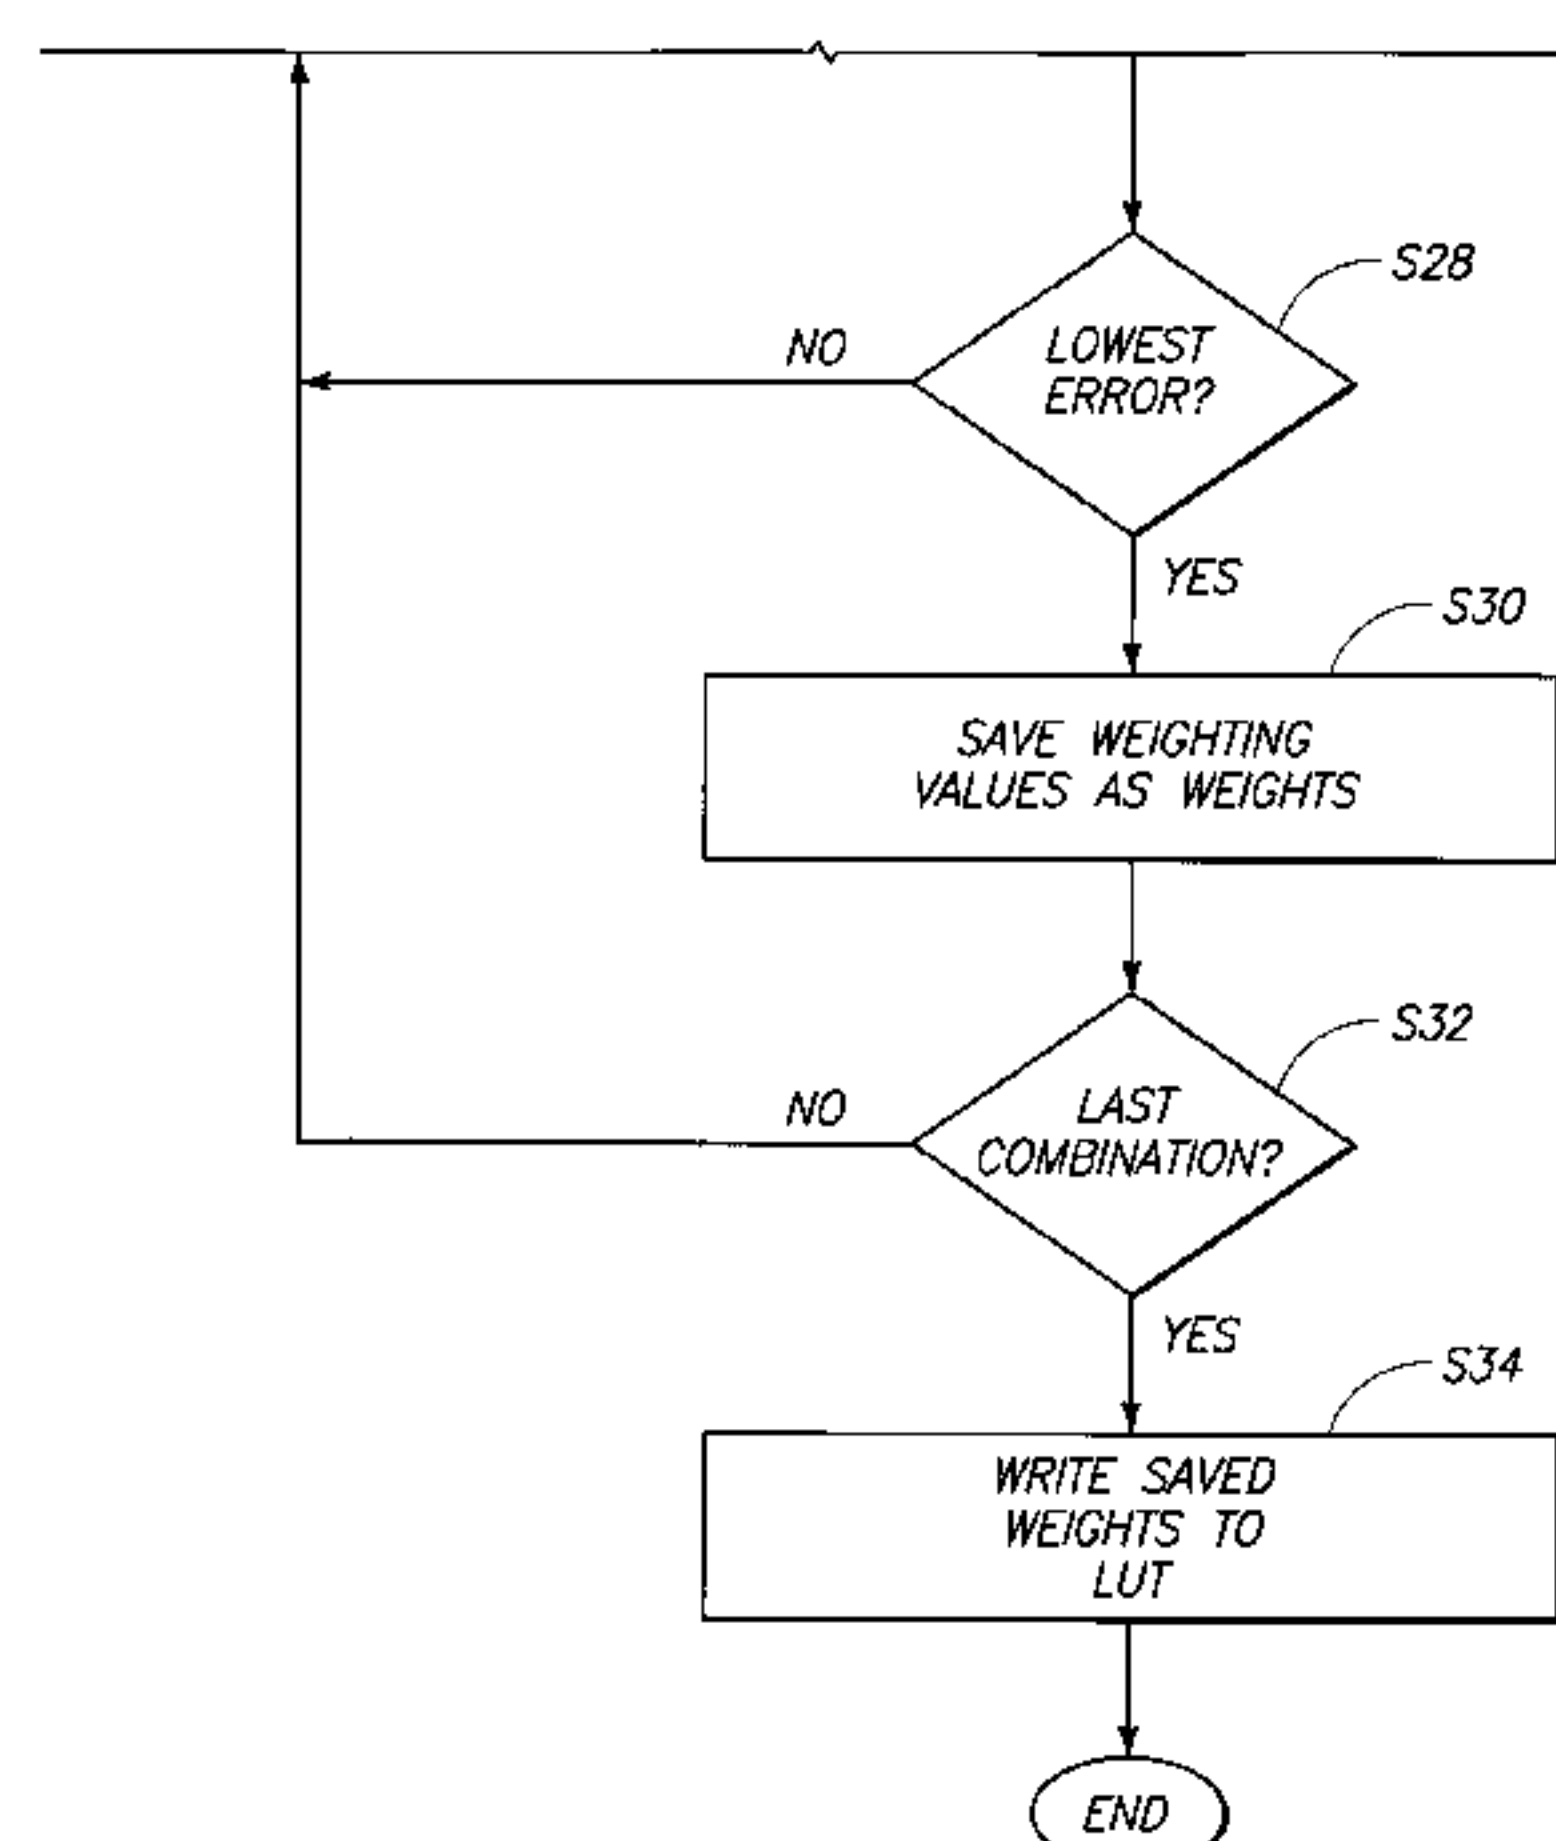 S28
NO
LOWEST
ERROR?
YES
S30
SAVE WEIGHTING
VALUES AS WEIGHTS
S32
NO
LAST
COMBINATION?
YES
S34
WRITE SAVED
WEIGHTS TO
LUT
END